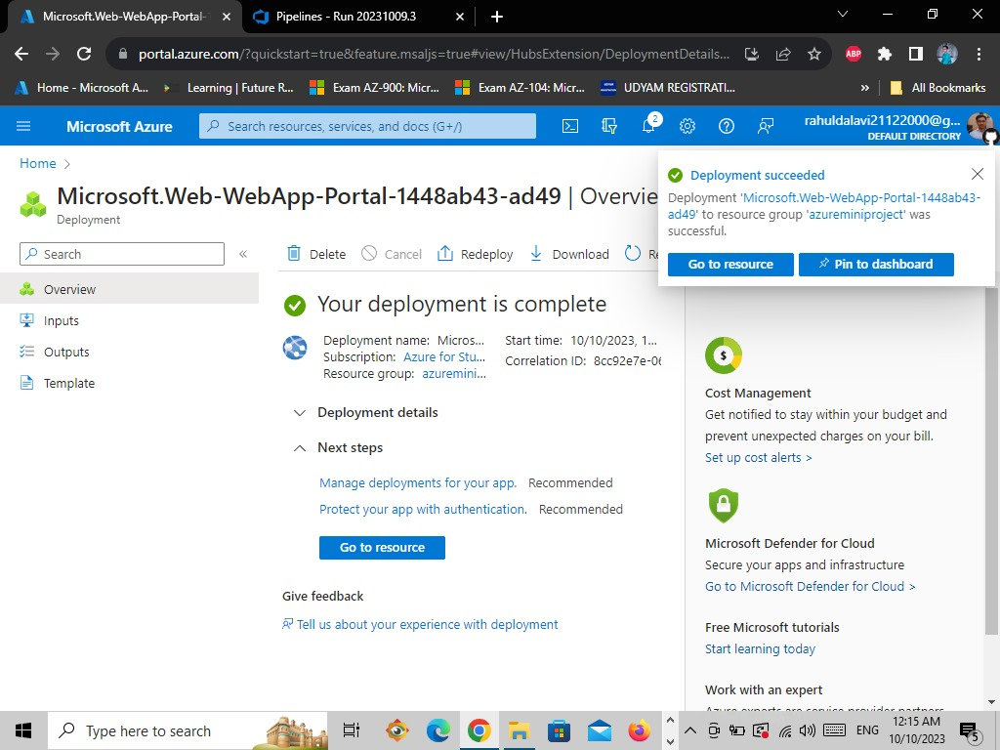 Microsoft.Web-WebApp-Portal-
Pipelines - Run 20231009.3
portal.azure.com/?quickstart=true&feature.msaljs=true#view/HubsExtension/DeploymentDetails...
ABP
Home - Microsoft A...
Learning | Future R...
Exam AZ-900: Micr...
Exam AZ-104: Micr...
UDYAM REGISTRATI...
»
All Bookmarks
Microsoft Azure
Search resources, services, and docs (G+/)
2
rahuldalavi21122000@g...
DEFAULT DIRECTORY
Home
Microsoft.Web-WebApp-Portal-1448ab43-ad49 | Overvie
Deployment
Deployment succeeded
Deployment 'Microsoft.Web-WebApp-Portal-1448ab43-
ad49' to resource group 'azureminiproject' was
successful.
Go to resource
Pin to dashboard
Search
«
Overview
Inputs
Outputs
Template
Delete
Cancel
Redeploy
Download
Re
Your deployment is complete
Deployment name: Micros...
Subscription: Azure for Stu...
Resource group: azuremini...
Start time: 10/10/2023, 1...
Correlation ID: 8cc92e7e-06
Deployment details
Next steps
Manage deployments for your app. Recommended
Protect your app with authentication. Recommended
Go to resource
Give feedback
Tell us about your experience with deployment
$
Cost Management
Get notified to stay within your budget and
prevent unexpected charges on your bill.
Set up cost alerts >
Microsoft Defender for Cloud
Secure your apps and infrastructure
Go to Microsoft Defender for Cloud >
Free Microsoft tutorials
Start learning today
Work with an expert
Azure experts are service provider partners
Type here to search
ENG
12:15 AM
10/10/2023
5